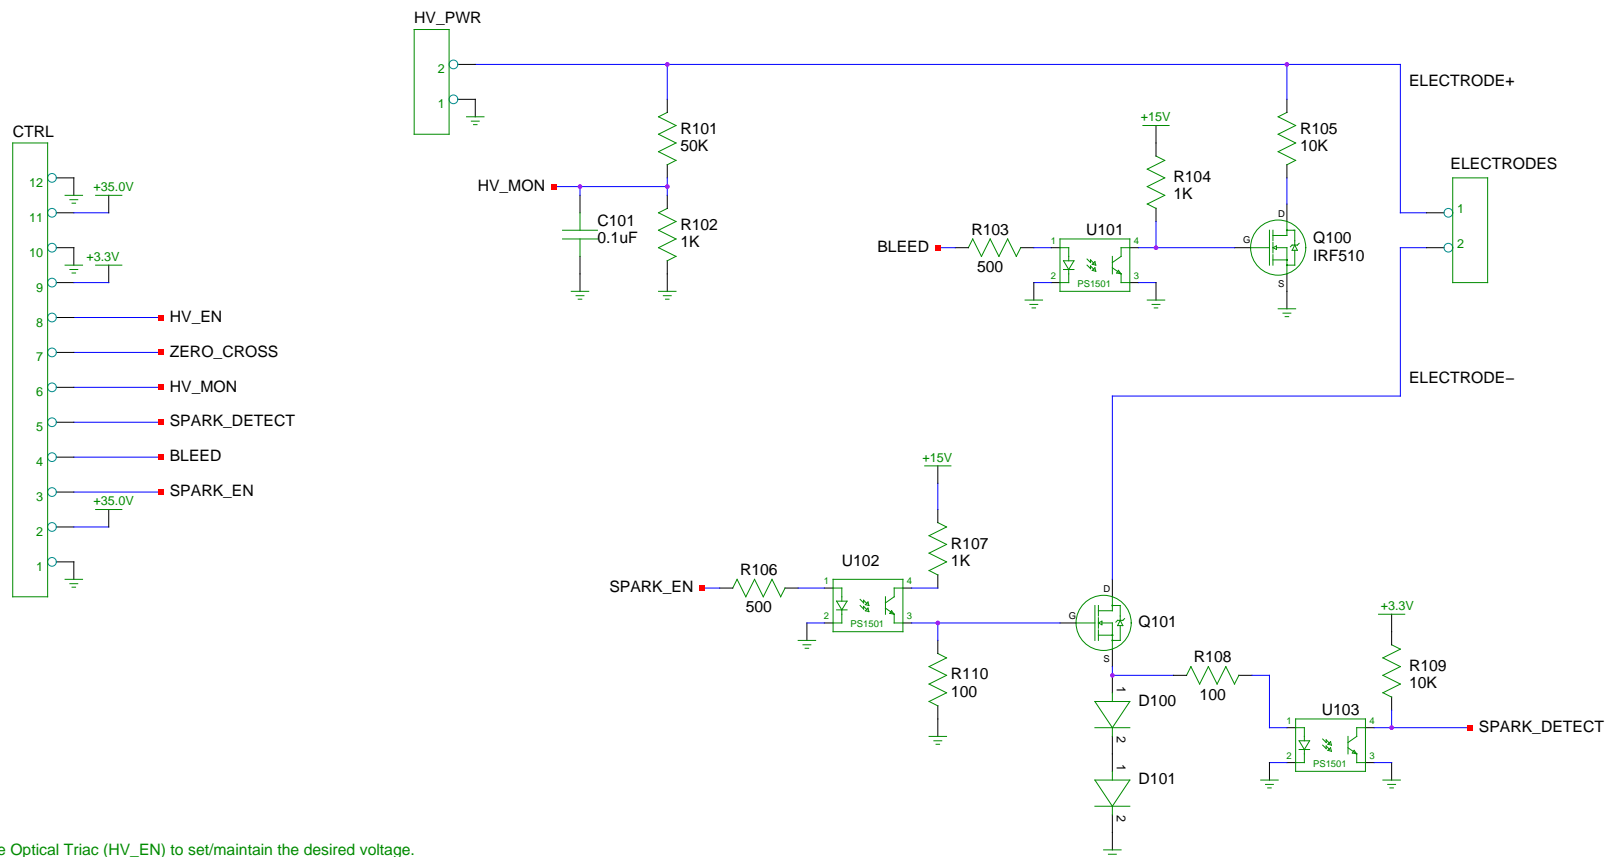 HV_PWR
2
1
CTRL
12
+35.0V
11
10
+3.3V
9
8
HV_EN
7
ZERO_CROSS
6
HV_MON
5
SPARK_DETECT
4
BLEED
3
SPARK_EN
+35.0V
2
1
R101
50K
HV_MON
C101
0.1uF
R102
1K
BLEED
R103
500
U101
1
4
2
3
PS1501
+15V
R104
1K
R105
10K
D
G
S
Q100
IRF510
ELECTRODE+
ELECTRODES
1
2
ELECTRODE−
+15V
R107
1K
SPARK_EN
R106
500
U102
1
4
2
3
PS1501
R110
100
D
G
S
Q101
R108
100
1
D100
2
1
D101
2
+3.3V
R109
10K
U103
1
4
2
3
PS1501
SPARK_DETECT
e Optical Triac (HV_EN) to set/maintain the desired voltage.